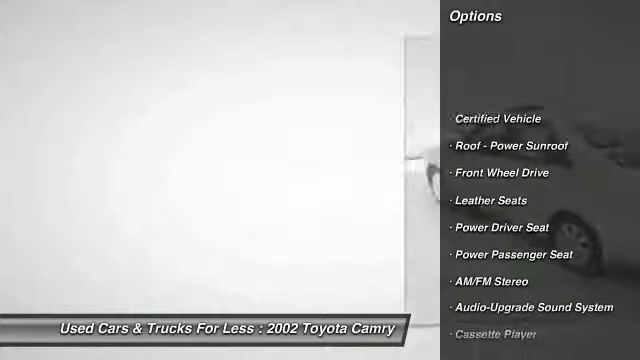 Options
· Certified Vehicle
· Roof - Power Sunroof
· Front Wheel Drive
· Leather Seats
· Power Driver Seat
· Power Passenger Seat
· AM/FM Stereo
· Audio-Upgrade Sound System
· Cassette Player
Used Cars & Trucks For Less : 2002 Toyota Camry